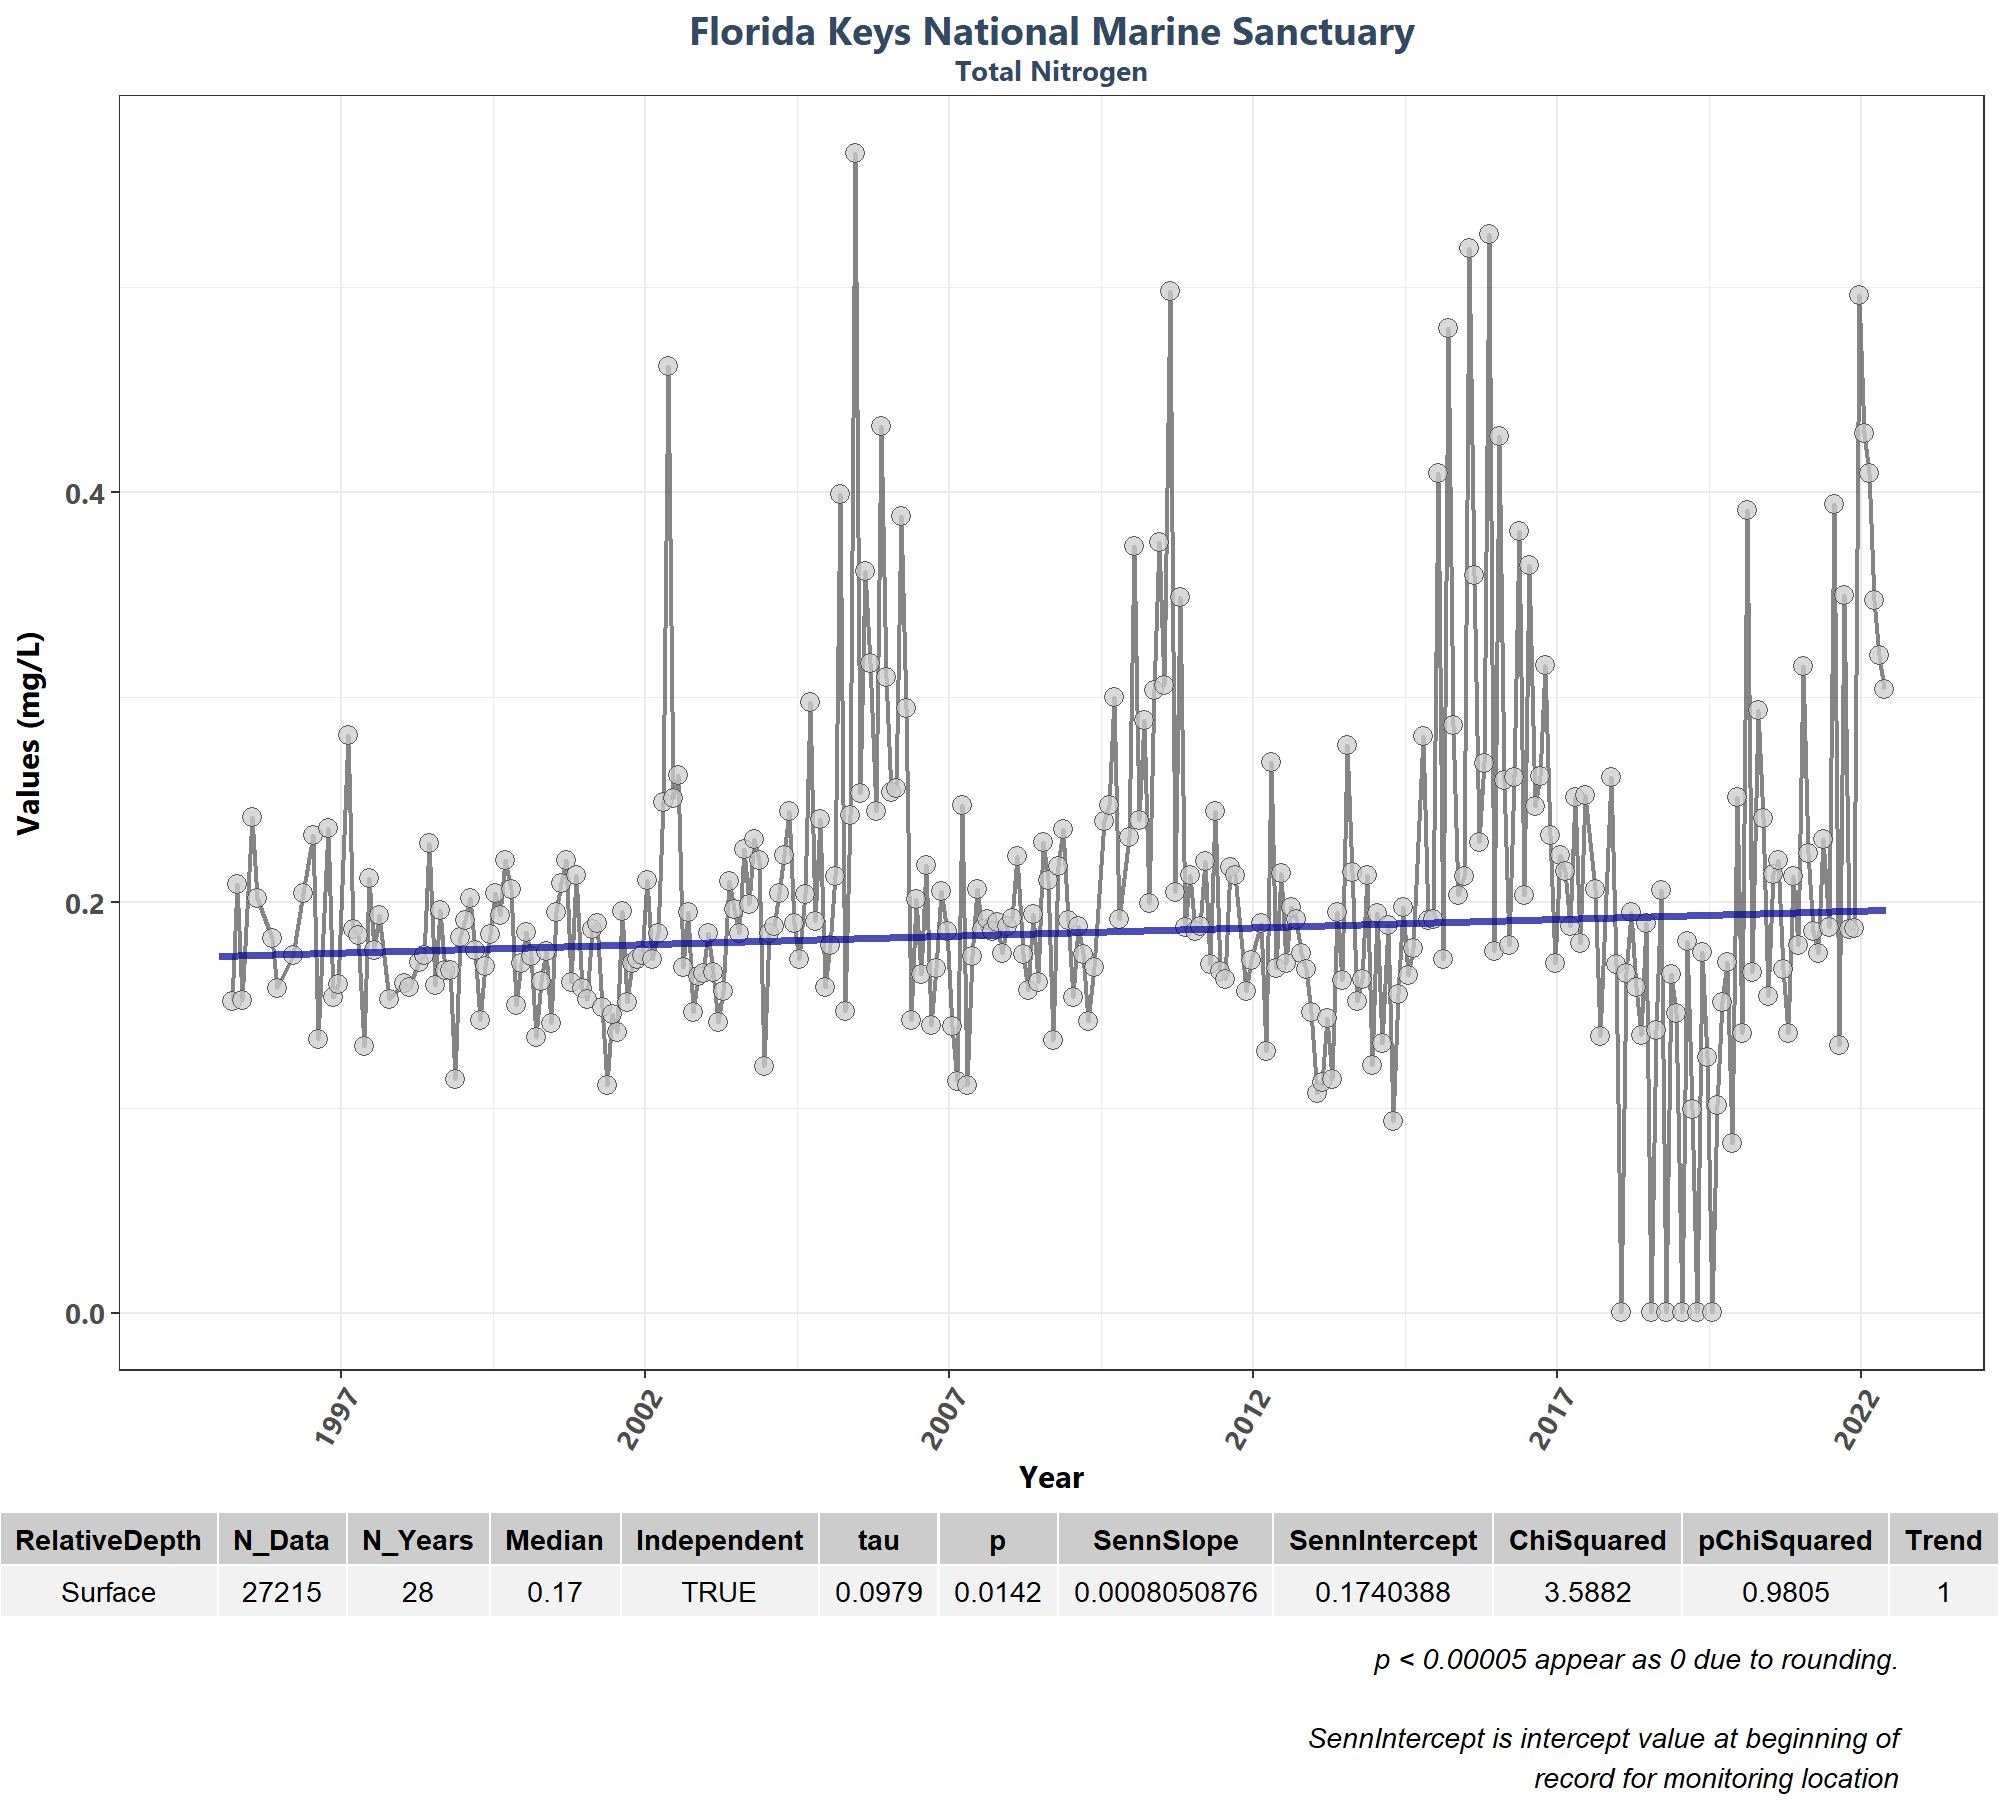 Florida Keys National Marine Sanctuary
Total Nitrogen
Values (mg/L)
0.4
0.2
0.0
1997 2002 2007 2012 2017 2022
Year
RelativeDepth N_Data N_Years Median Independent tau p SennSlope SennIntercept ChiSquared pChiSquared Trend
Surface 27215 28 0.17 TRUE 0.0979 0.0142 0.0008050876 0.1740388 3.5882 0.9805 1
p < 0.00005 appear as 0 due to rounding.
SennIntercept is intercept value at beginning of
record for monitoring location